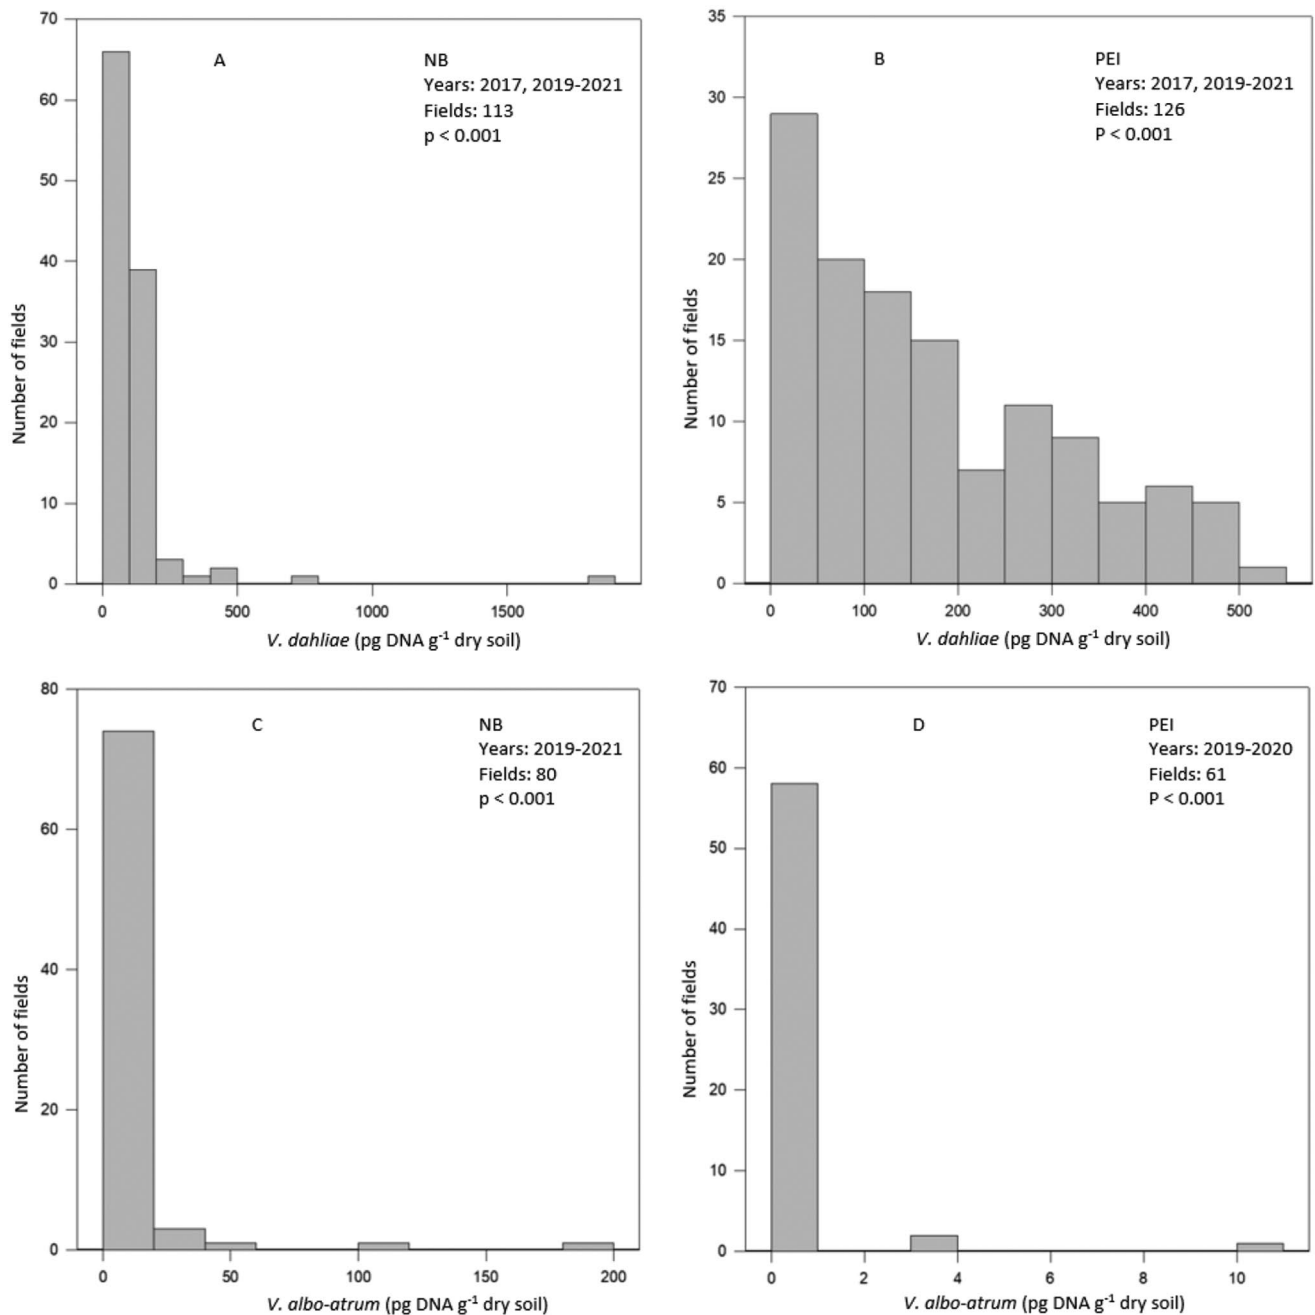 A
NB
Years: 2017, 2019-2021
Fields: 113
p < 0.001
70
60
50
40
30
20
10
0
Number of fields
0 500 1000 1500
V. dahliae (pg DNA g-1 dry soil)
B
PEI
Years: 2017, 2019-2021
Fields: 126
P < 0.001
35
30
25
20
15
10
5
0
Number of fields
0 100 200 300 400 500
V. dahliae (pg DNA g-1 dry soil)
C
NB
Years: 2019-2021
Fields: 80
p < 0.001
80
60
40
20
0
Number of fields
0 50 100 150 200
V. albo-atrum (pg DNA g-1 dry soil)
D
PEI
Years: 2019-2020
Fields: 61
P < 0.001
70
60
50
40
30
20
10
0
Number of fields
0 2 4 6 8 10
V. albo-atrum (pg DNA g-1 dry soil)